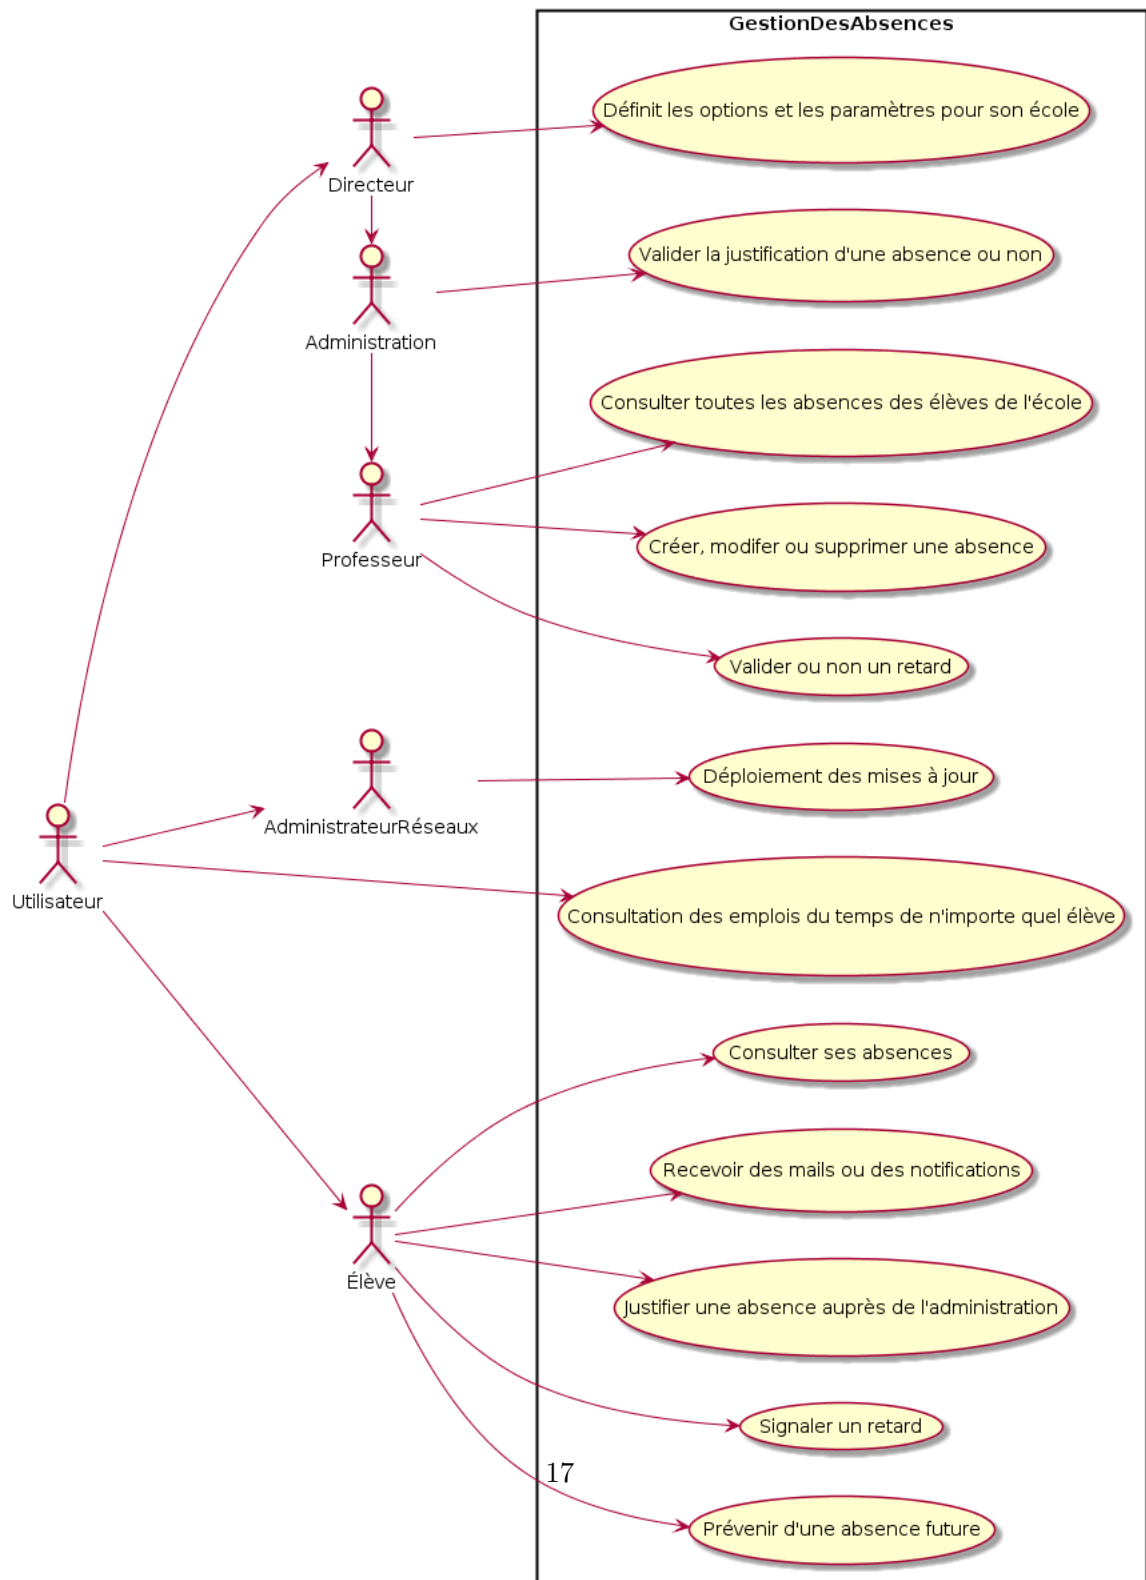 GestionDesAbsences
Définit les options et les paramètres pour son école
Directeur
Valider la justification d'une absence ou non
Administration
Consulter toutes les absences des élèves de l'école
Créer, modifer ou supprimer une absence
Professeur
Valider ou non un retard
Déploiement des mises à jour
AdministrateurRéseaux
Utilisateur
Consultation des emplois du temps de n'importe quel élève
Consulter ses absences
Recevoir des mails ou des notifications
Élève
Justifier une absence auprès de l'administration
Signaler un retard
17
Prévenir d'une absence future